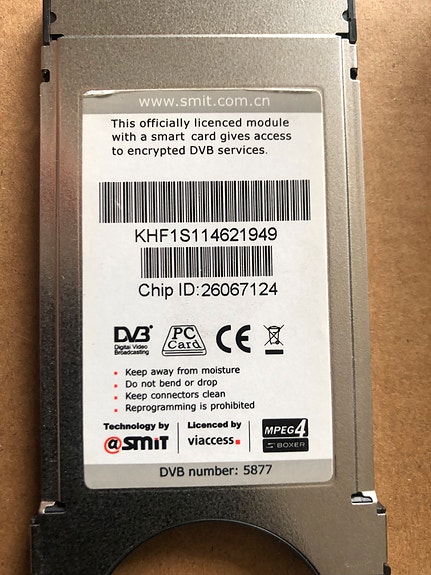 www.smit.com.cn
This officially licenced module
with a smart card gives access
to encrypted DVB services.
KHF1S114621949
Chip ID:26067124
DVB
Digital Video
Broadcasting
PC
Card
CE
Keep away from moisture
Do not bend or drop
Keep connectors clean
Reprogramming is prohibited
Technology by
@SMiT
Licenced by
viaccess
MPEG4
BOXER
DVB number: 5877